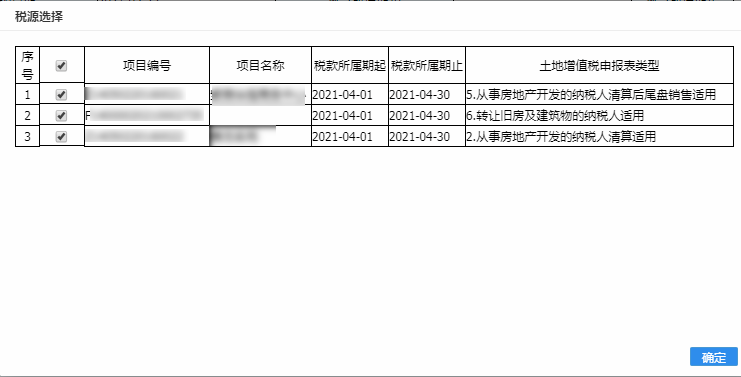 税源选择
序号 项目编号 项目名称 税款所属期起 税款所属期止 土地增值税申报表类型
1 2021-04-01 2021-04-30 5.从事房地产开发的纳税人清算后尾盘销售适用
2 F 2021-04-01 2021-04-30 6.转让旧房及建筑物的纳税人适用
3 2021-04-01 2021-04-30 2.从事房地产开发的纳税人清算适用
确定